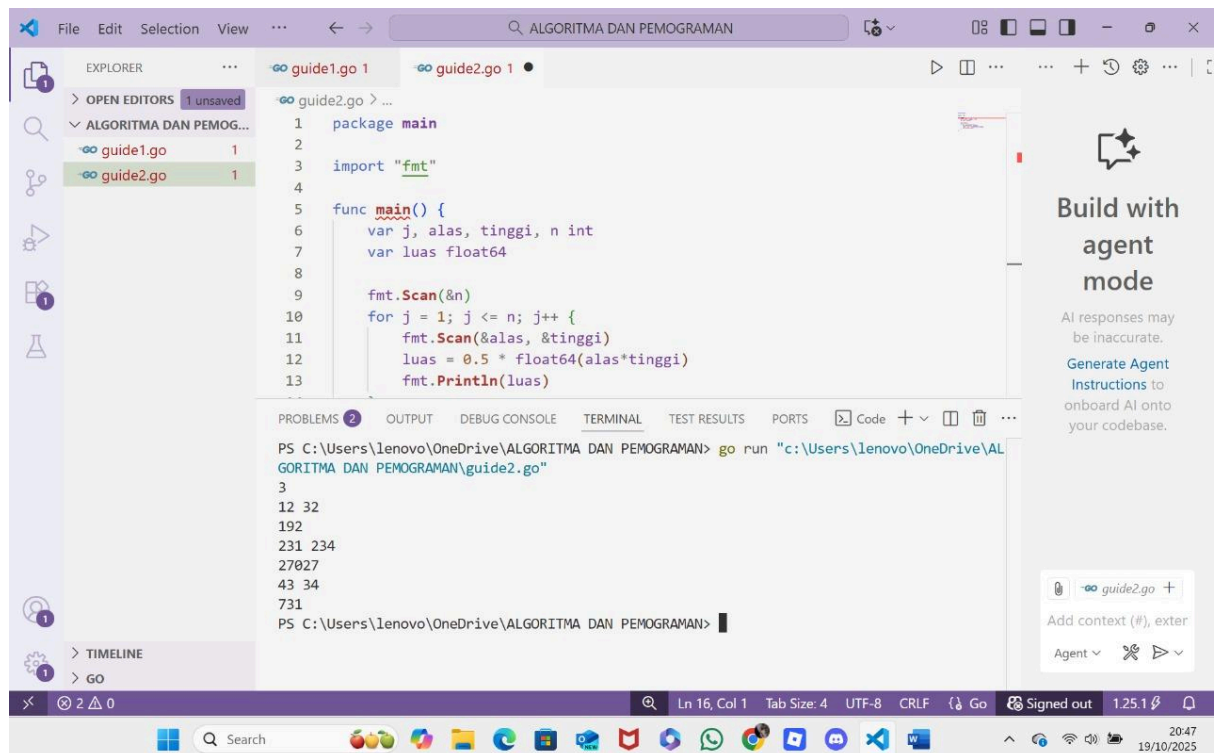 File Edit Selection View ... ALGORITMA DAN PEMOGRAMAN
EXPLORER ...
OPEN EDITORS 1 unsaved
ALGORITMA DAN PEMOG...
guide1.go 1
guide2.go 1
TIMELINE
GO
guide1.go 1 guide2.go 1
guide2.go > ...
1 package main
2
3 import "fmt"
4
5 func main() {
6 var j, alas, tinggi, n int
7 var luas float64
8
9 fmt.Scan(&n)
10 for j = 1; j <= n; j++ {
11 fmt.Scan(&alas, &tinggi)
12 luas = 0.5 * float64(alas*tinggi)
13 fmt.Println(luas)
PROBLEMS 2 OUTPUT DEBUG CONSOLE TERMINAL TEST RESULTS PORTS Code
PS C:\Users\lenovo\OneDrive\ALGORITMA DAN PEMOGRAMAN> go run "c:\Users\lenovo\OneDrive\AL
GORITMA DAN PEMOGRAMAN\guide2.go"
3
12 32
192
231 234
27027
43 34
731
PS C:\Users\lenovo\OneDrive\ALGORITMA DAN PEMOGRAMAN>
Build with
agent
mode
AI responses may
be inaccurate.
Generate Agent
Instructions to
onboard AI onto
your codebase.
guide2.go +
Add context (#), exter
Agent
2 0 Ln 16, Col 1 Tab Size: 4 UTF-8 CRLF Go Signed out 1.25.1
Search
20:47
19/10/2025